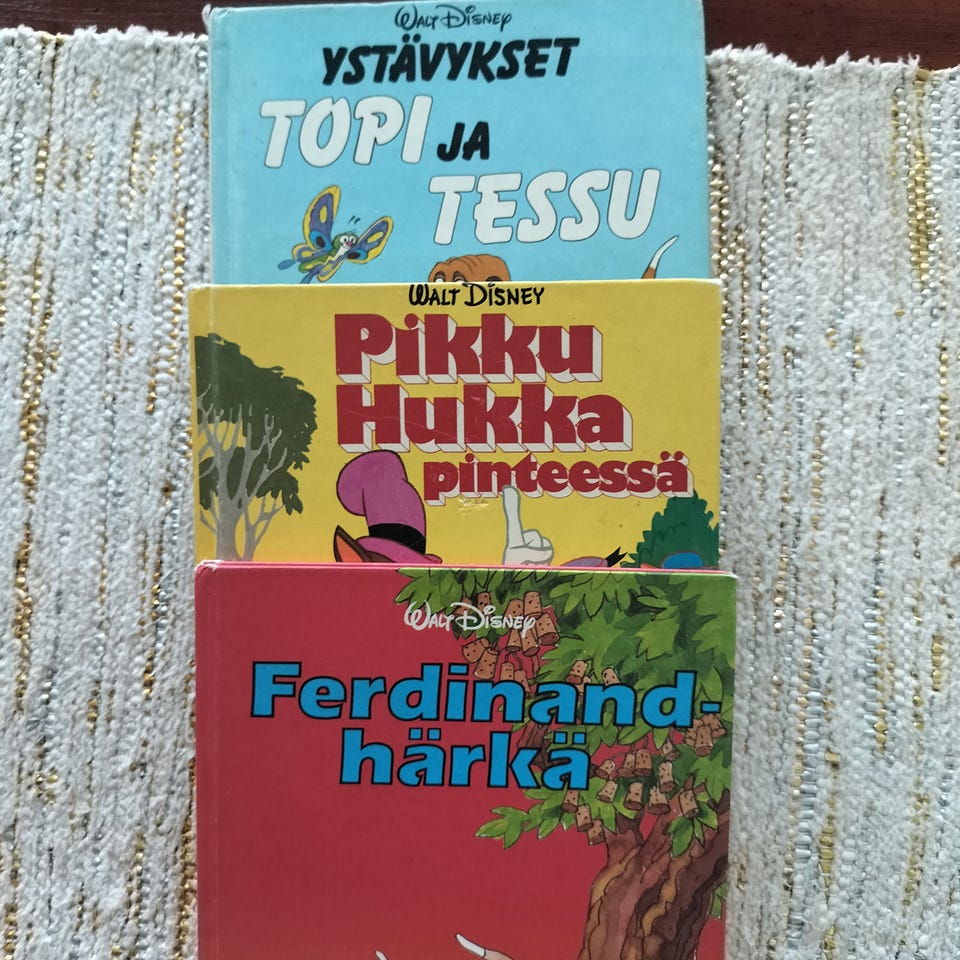 WALT DISNEY
YSTÄVYKSET
TOPI JA
TESSU
WALT DISNEY
Pikku
Hukka
pinteessä
WALT DISNEY
Ferdinand-
härkä